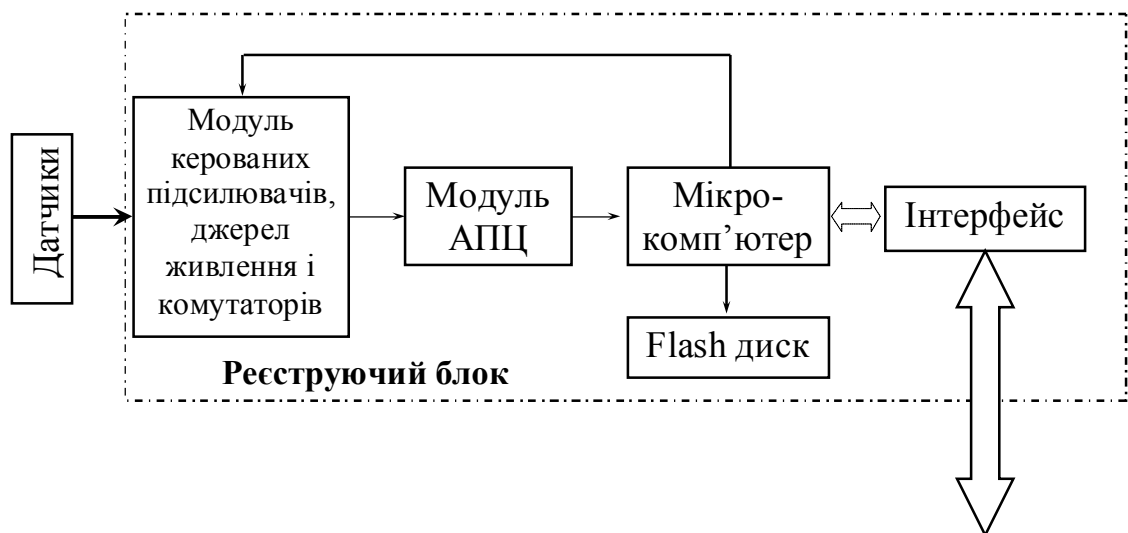 Датчики
Модуль
керованих
підсилювачів,
джерел
живлення і
комутаторів
Модуль
АПЦ
Мікро-
комп’ютер
Інтерфейс
Flash диск
Реєструючий блок